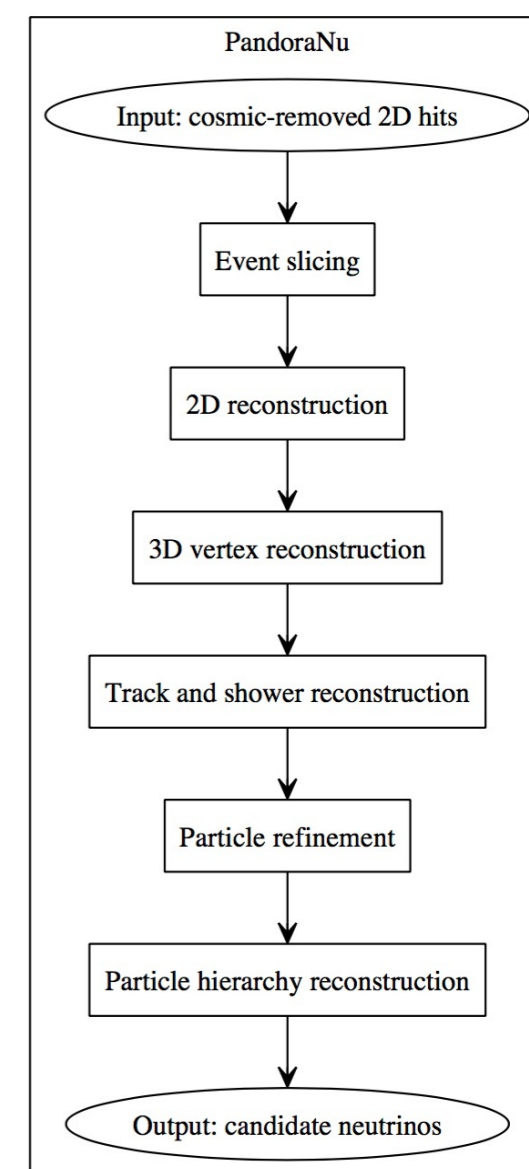 PandoraNu
Input: cosmic-removed 2D hits
Event slicing
2D reconstruction
3D vertex reconstruction
Track and shower reconstruction
Particle refinement
Particle hierarchy reconstruction
Output: candidate neutrinos